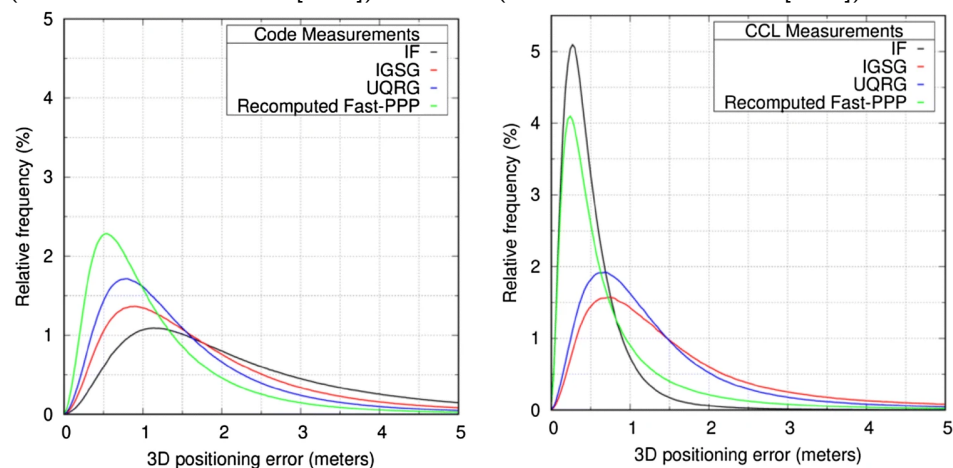 Code Measurements
IF
IGSG
UQRG
Recomputed Fast-PPP
5
4
3
2
1
0
Relative frequency (%)
0 1 2 3 4 5
3D positioning error (meters)
CCL Measurements
IF
IGSG
UQRG
Recomputed Fast-PPP
5
4
3
2
1
0
Relative frequency (%)
0 1 2 3 4 5
3D positioning error (meters)